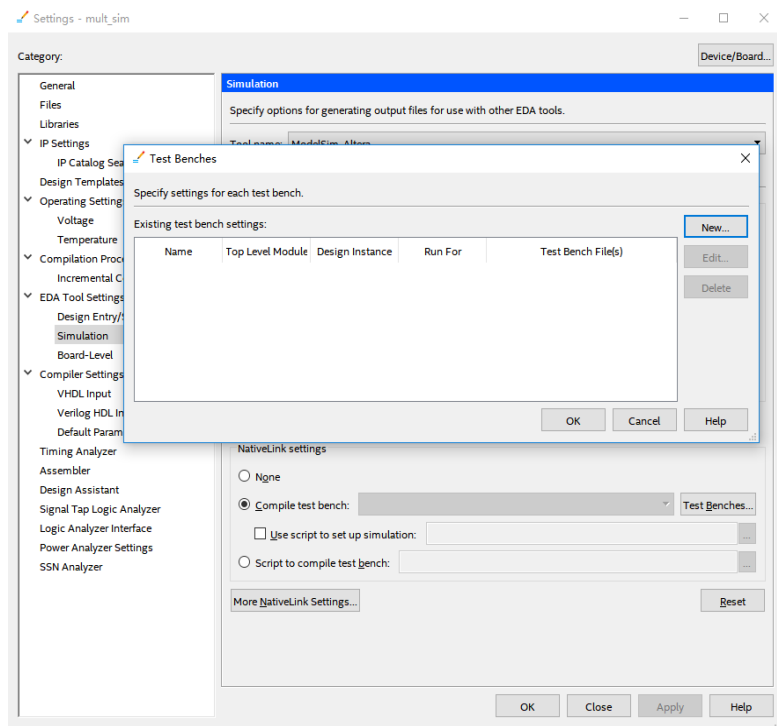 Settings - mult_sim
Category:
Device/Board...
General
Files
Libraries
IP Settings
IP Catalog Sea
Design Templates
Operating Setting
Voltage
Temperature
Compilation Proce
Incremental C
EDA Tool Settings
Design Entry/S
Simulation
Board-Level
Compiler Settings
VHDL Input
Verilog HDL In
Default Param
Timing Analyzer
Assembler
Design Assistant
Signal Tap Logic Analyzer
Logic Analyzer Interface
Power Analyzer Settings
SSN Analyzer
Simulation
Specify options for generating output files for use with other EDA tools.
Tool name: ModelSim-Altera
Test Benches
Specify settings for each test bench.
Existing test bench settings:
Name Top Level Module Design Instance Run For Test Bench File(s)
New...
Edit...
Delete
OK Cancel Help
NativeLink settings
None
Compile test bench:
Test Benches...
Use script to set up simulation:
...
Script to compile test bench:
...
More NativeLink Settings...
Reset
OK Close Apply Help